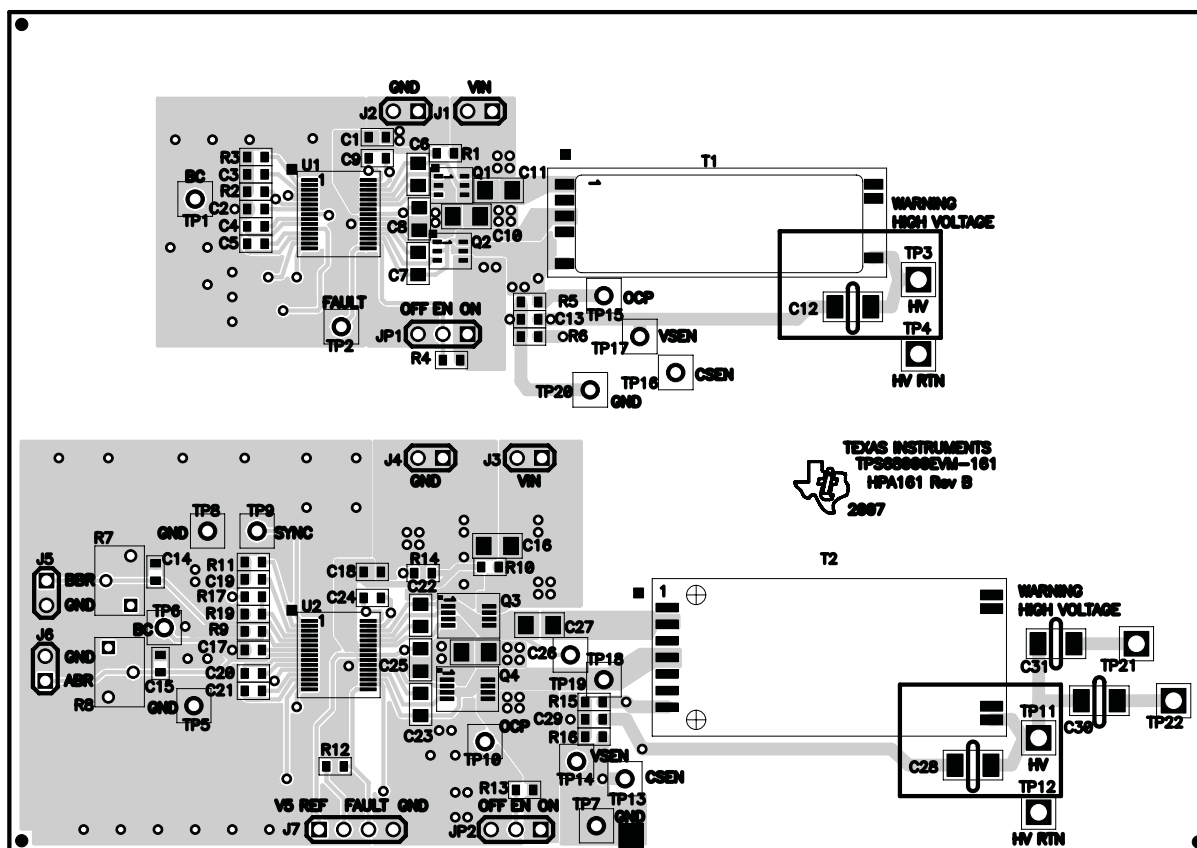 GND VIN
J2 J1
C1 C6
R3 U1 C9 R1
C3 1 Q1 C11 T1
BC R2 1
TP1 C2 C8 C10
C4 Q2
C5 C7
WARNING
HIGH VOLTAGE
TP3
HV
C12
TP4
HV RTN
FAULT
TP2
OFF EN ON
JP1
R4
R5 OCP
C13 TP15
R6 TP17 VSEN
TP16 CSEN
TP20 GND
J4 J3
GND VIN
TEXAS INSTRUMENTS
HPA161 Rev B
TP8 TP9
GND SYNC
R7 C14
J5 BBR
GND
TP6
BC
J6 GND
ABR
R8 C15
GND
TP5
R11
C19
R17
R19
R9
C17
C20
C21
U2
1
C18 R14
C22
C24
R10
C16
Q3
C27
C25
C26
Q4
C23
TP18
TP19
R15
C29
R16
OCP
TP10
VSEN
TP14
CSEN
TP13
R12
R13
V5 REF FAULT GND
J7
OFF EN ON
JP2
TP7 GND
T2
1
WARNING
HIGH VOLTAGE
C31 TP21
C30 TP22
TP11
HV
C28
TP12
HV RTN